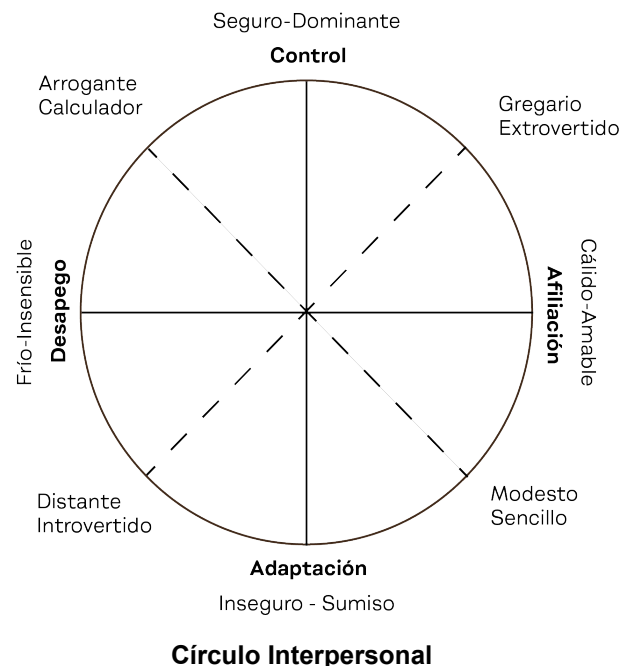 Seguro-Dominante
Control
Arrogante
Calculador
Gregario
Extrovertido
Frío-Insensible
Desapego
Afiliación
Cálido-Amable
Distante
Introvertido
Modesto
Sencillo
Adaptación
Inseguro - Sumiso
Círculo Interpersonal